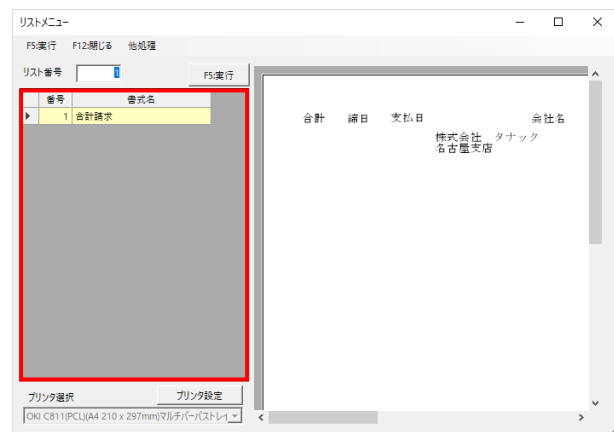 リストメニュー
F5:実行 F12:閉じる 他処理
リスト番号 1 F5:実行
番号 書式名
1 合計請求
合計 締日 支払日 会社名
株式会社 タナック
名古屋支店
プリンタ選択 プリンタ設定
OKI C811(PCL)(A4 210 x 297mm)マルチパーパストレイ